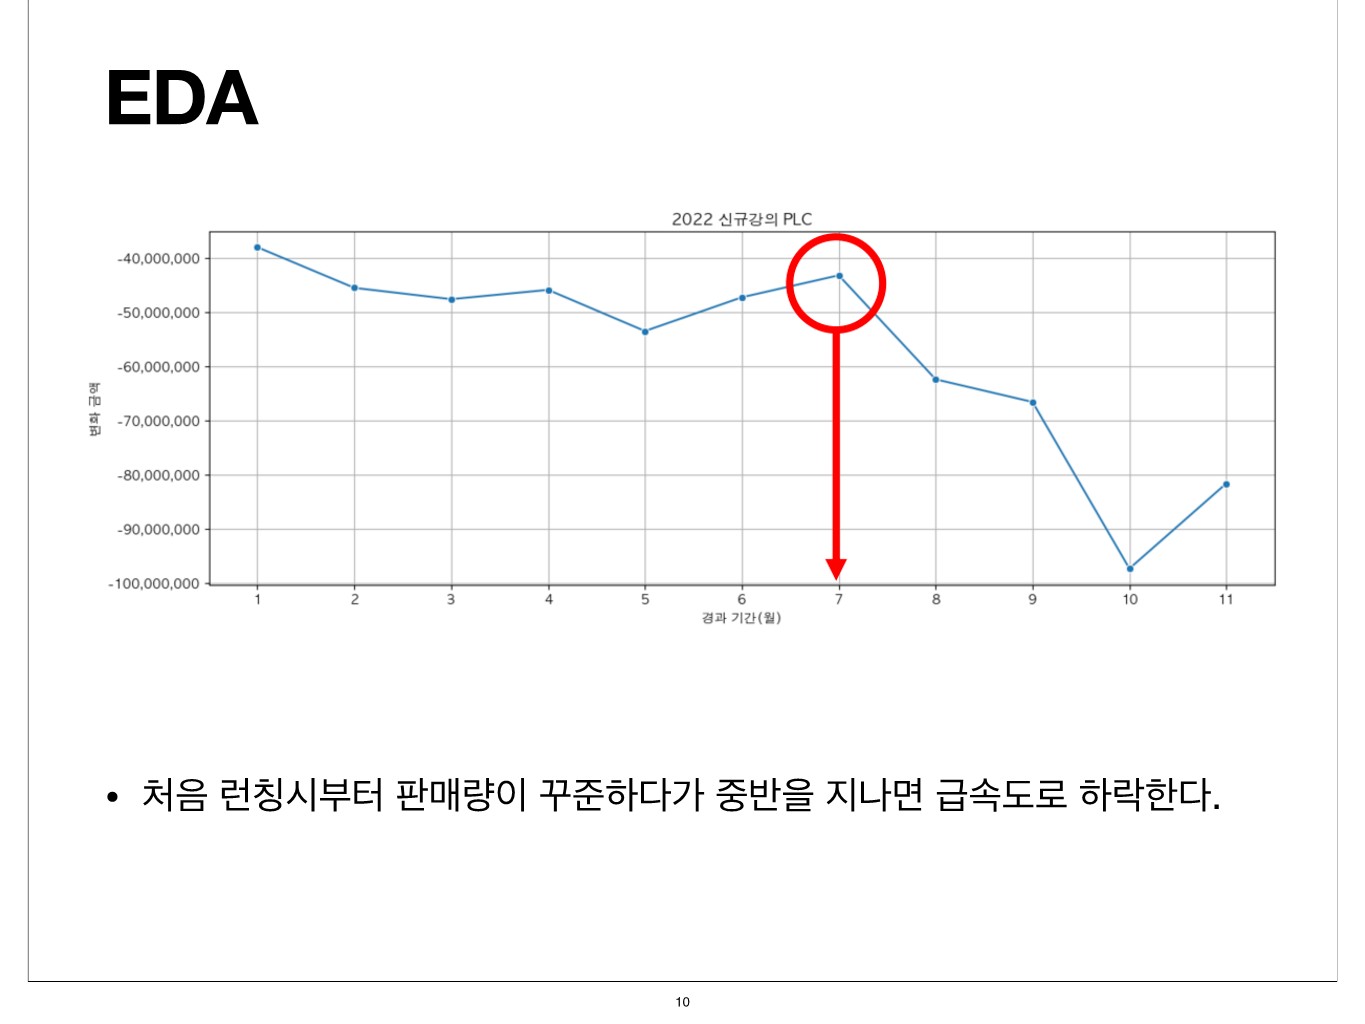 EDA
2022 신규강의 PLC
변화 금액
-40,000,000
-50,000,000
-60,000,000
-70,000,000
-80,000,000
-90,000,000
-100,000,000
1 2 3 4 5 6 7 8 9 10 11
경과 기간(월)
• 처음 런칭시부터 판매량이 꾸준하다가 중반을 지나면 급속도로 하락한다.
10